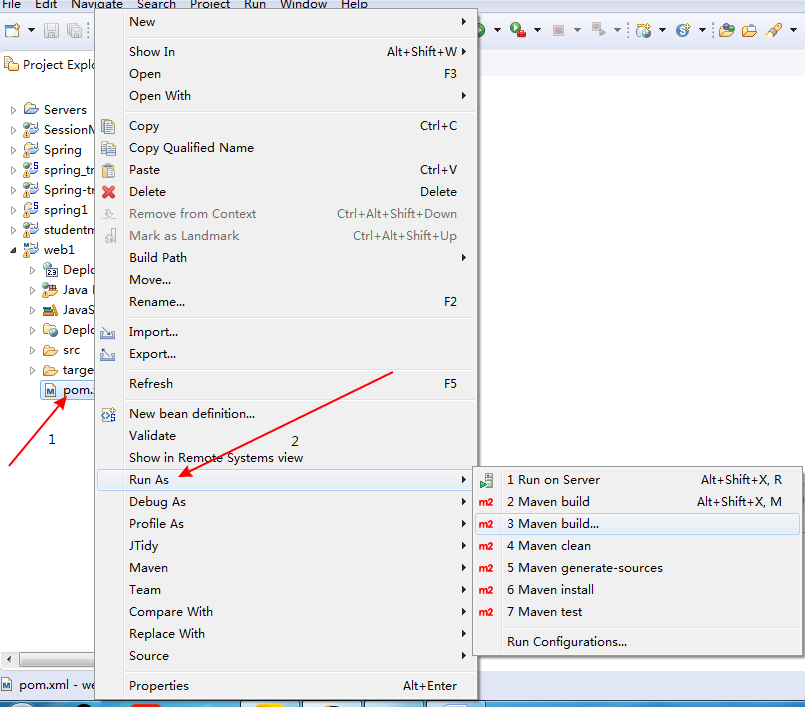 File Edit Navigate Search Project Run Window Help
Project Explo
Servers
SessionM
Spring
spring_tr
Spring-tr
spring1
studentm
web1
Deplo
Java
JavaS
Deplo
src
targe
pom.
1
New
Show In Alt+Shift+W
Open F3
Open With
Copy Ctrl+C
Copy Qualified Name
Paste Ctrl+V
Delete Delete
Remove from Context Ctrl+Alt+Shift+Down
Mark as Landmark Ctrl+Alt+Shift+Up
Build Path
Move...
Rename... F2
Import...
Export...
Refresh F5
New bean definition...
Validate
2
Show in Remote Systems view
Run As
Debug As
Profile As
JTidy
Maven
Team
Compare With
Replace With
Source
Properties Alt+Enter
1 Run on Server Alt+Shift+X, R
m2 2 Maven build Alt+Shift+X, M
m2 3 Maven build...
m2 4 Maven clean
m2 5 Maven generate-sources
m2 6 Maven install
m2 7 Maven test
Run Configurations...
pom.xml - we